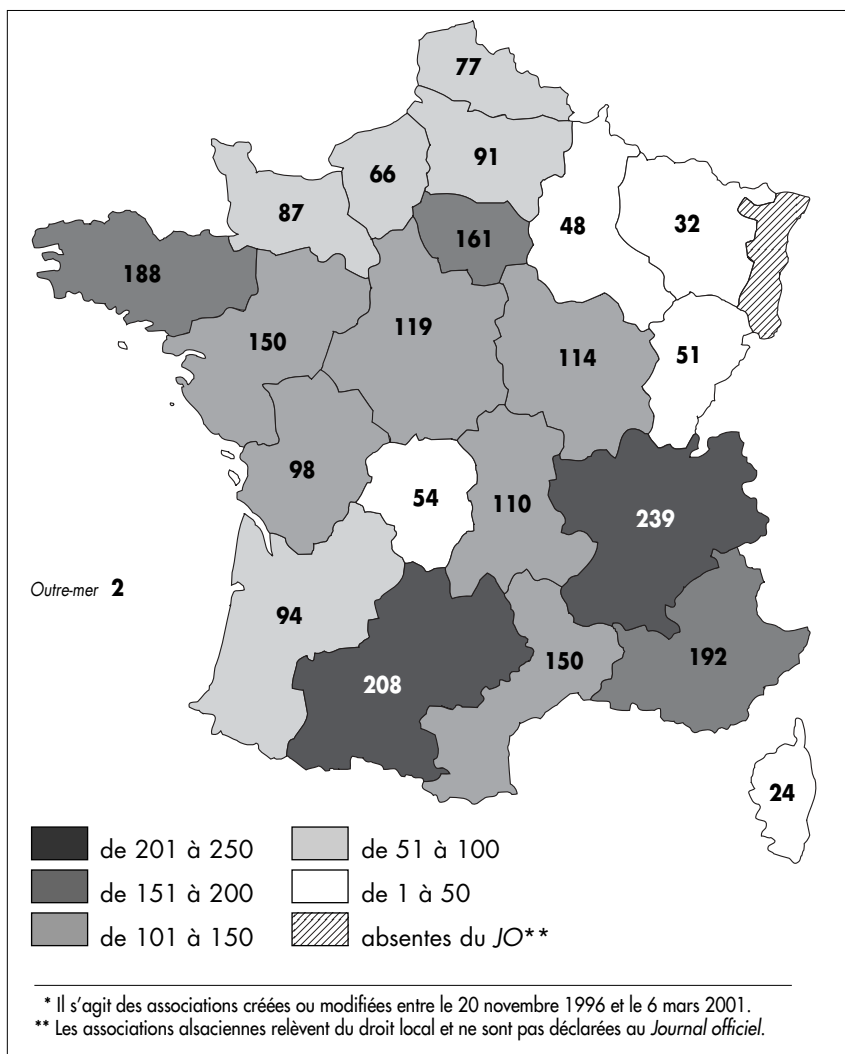 77
91
66
87
48
32
161
188
119
150
114
51
98
54
110
239
Outre-mer 2
94
150
192
208
24
de 201 à 250
de 151 à 200
de 101 à 150
de 51 à 100
de 1 à 50
absentes du JO**
* Il s'agit des associations créées ou modifiées entre le 20 novembre 1996 et le 6 mars 2001.
** Les associations alsaciennes relèvent du droit local et ne sont pas déclarées au Journal officiel.